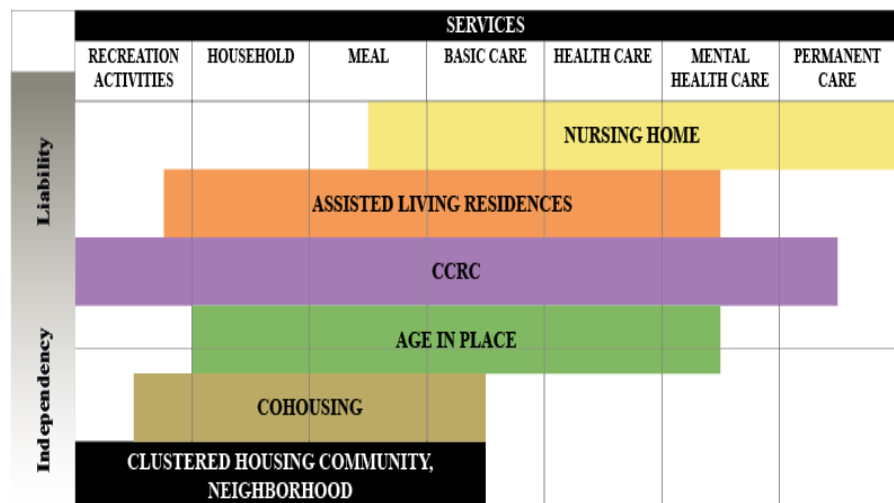 SERVICES
RECREATION
ACTIVITIES
HOUSEHOLD
MEAL
BASIC CARE
HEALTH CARE
MENTAL
HEALTH CARE
PERMANENT
CARE
Liability
NURSING HOME
ASSISTED LIVING RESIDENCES
CCRC
Independency
AGE IN PLACE
COHOUSING
CLUSTERED HOUSING COMMUNITY,
NEIGHBORHOOD